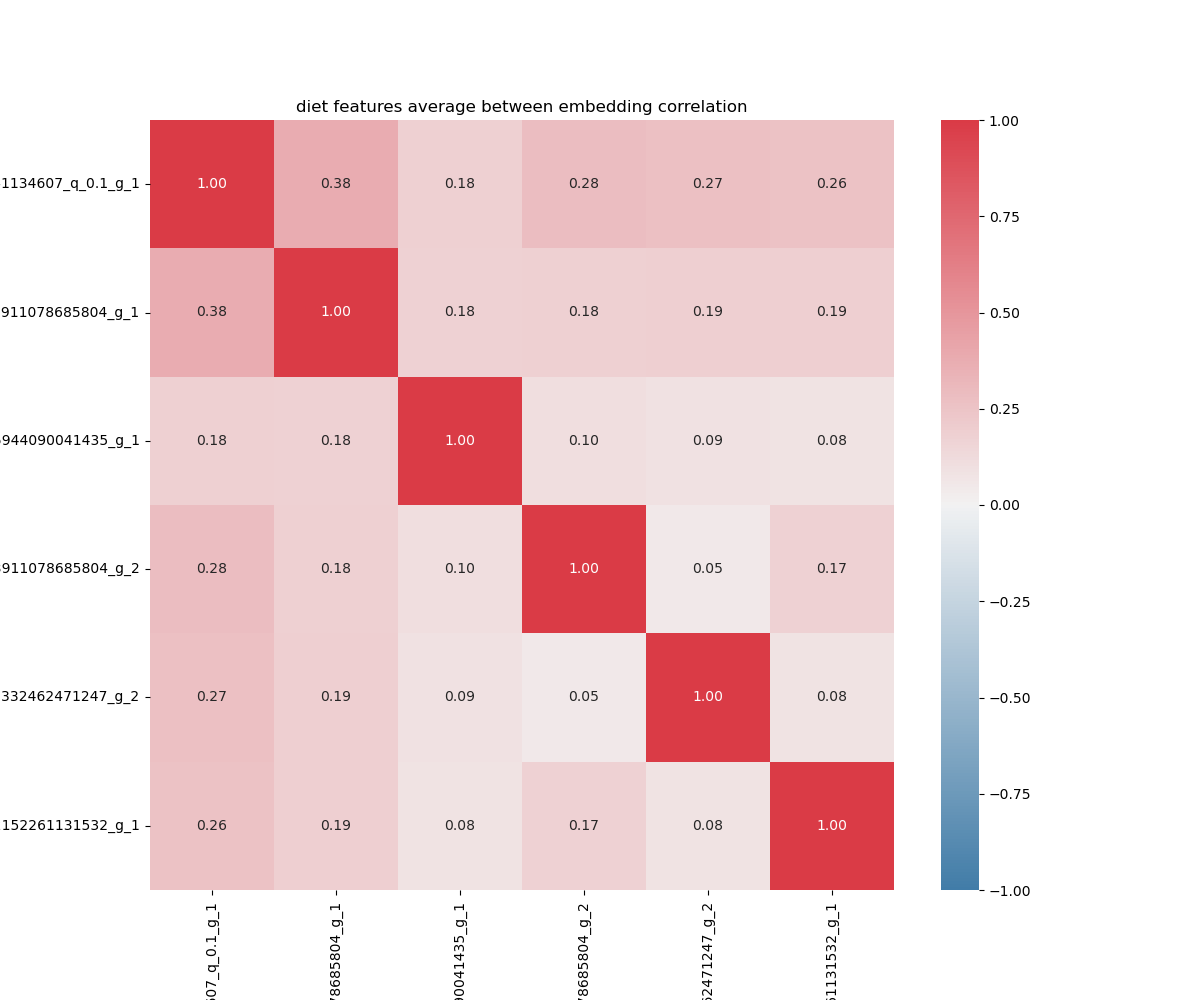 diet features average between embedding correlation
1134607_q_0.1_g_1 1.00 0.38 0.18 0.28 0.27 0.26
911078685804_g_1 0.38 1.00 0.18 0.18 0.19 0.19
944090041435_g_1 0.18 0.18 1.00 0.10 0.09 0.08
911078685804_g_2 0.28 0.18 0.10 1.00 0.05 0.17
332462471247_g_2 0.27 0.19 0.09 0.05 1.00 0.08
152261131532_g_1 0.26 0.19 0.08 0.17 0.08 1.00
607_q_0.1_g_1
78685804_g_1
90041435_g_1
78685804_g_2
62471247_g_2
61131532_g_1
1.00
0.75
0.50
0.25
0.00
−0.25
−0.50
−0.75
−1.00